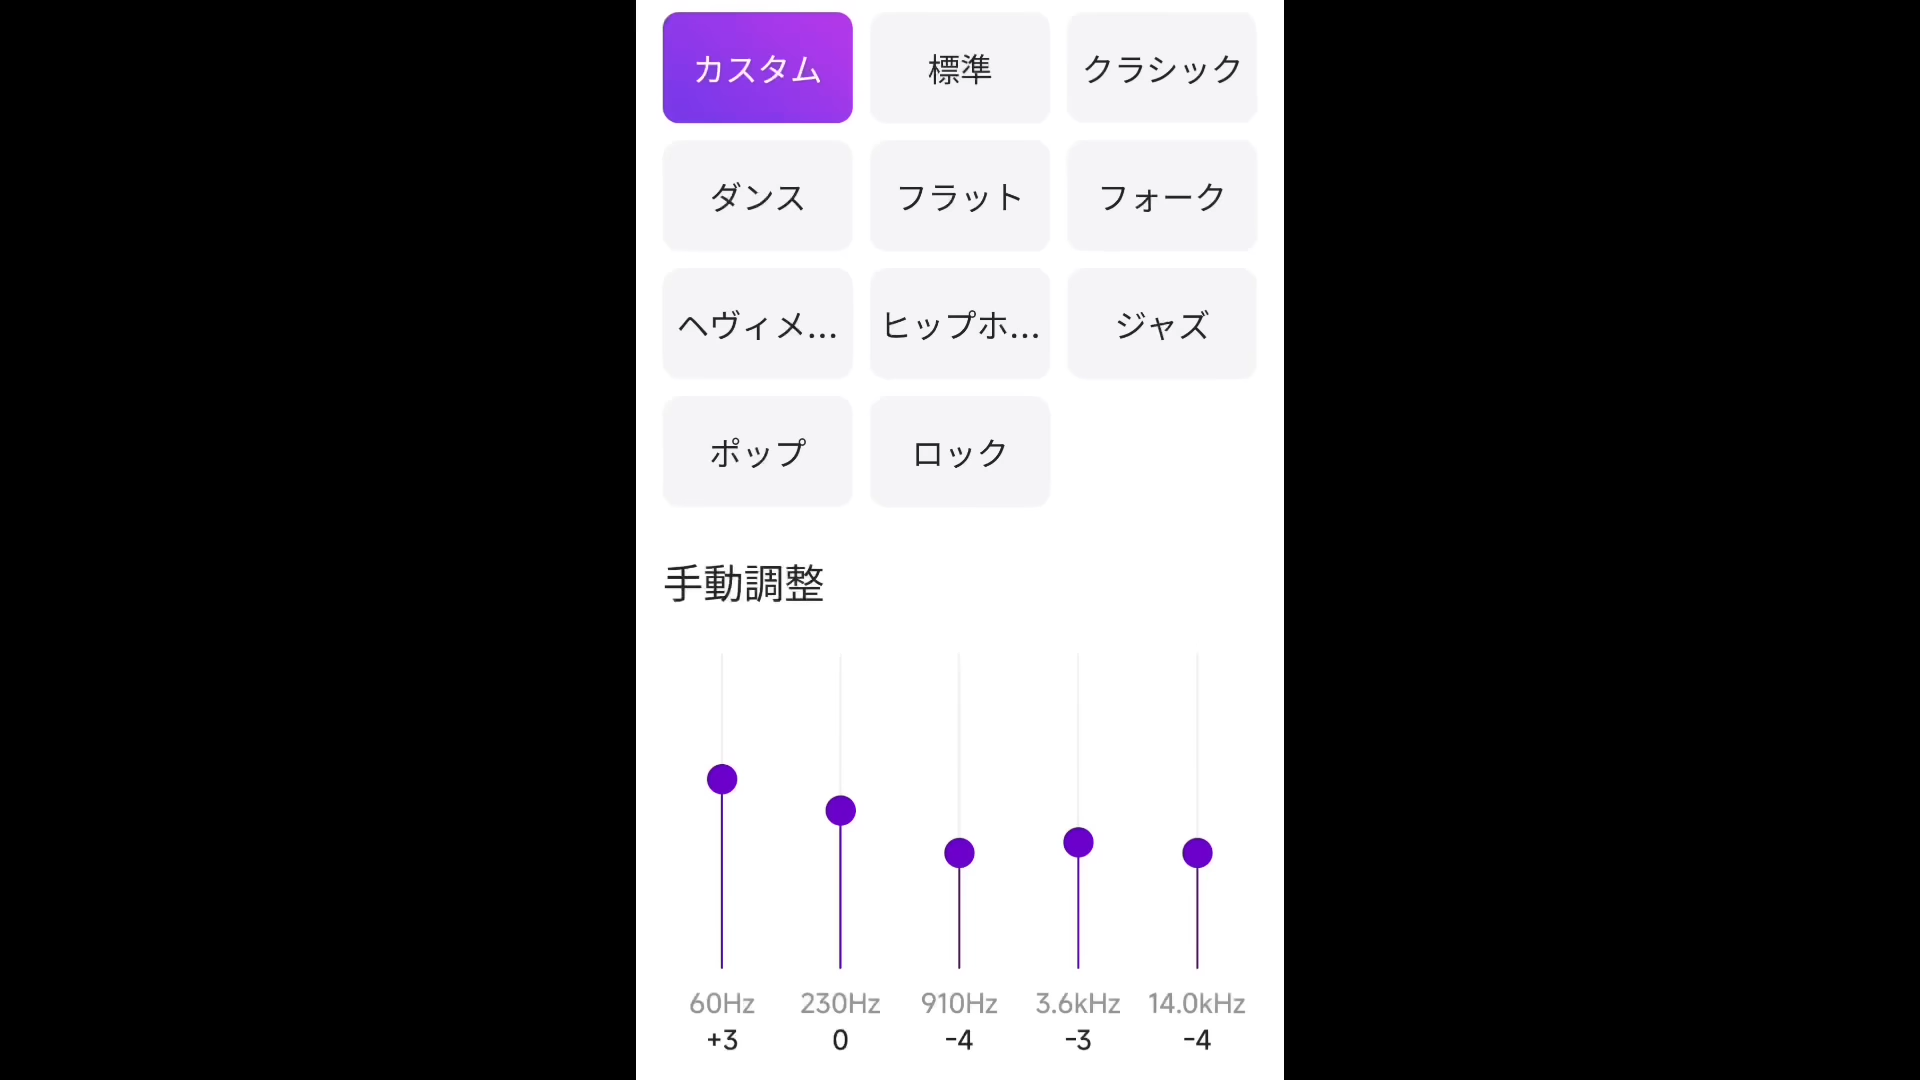 カスタム 標準 クラシック
ダンス フラット フォーク
ヘヴィメ... ヒップホ... ジャズ
ポップ ロック
手動調整
60Hz 230Hz 910Hz 3.6kHz 14.0kHz
+3 0 -4 -3 -4